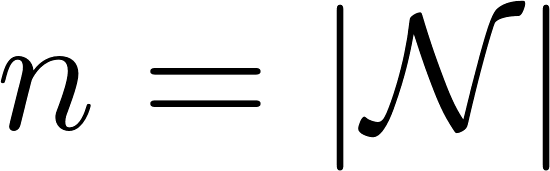 n = |𝒩|